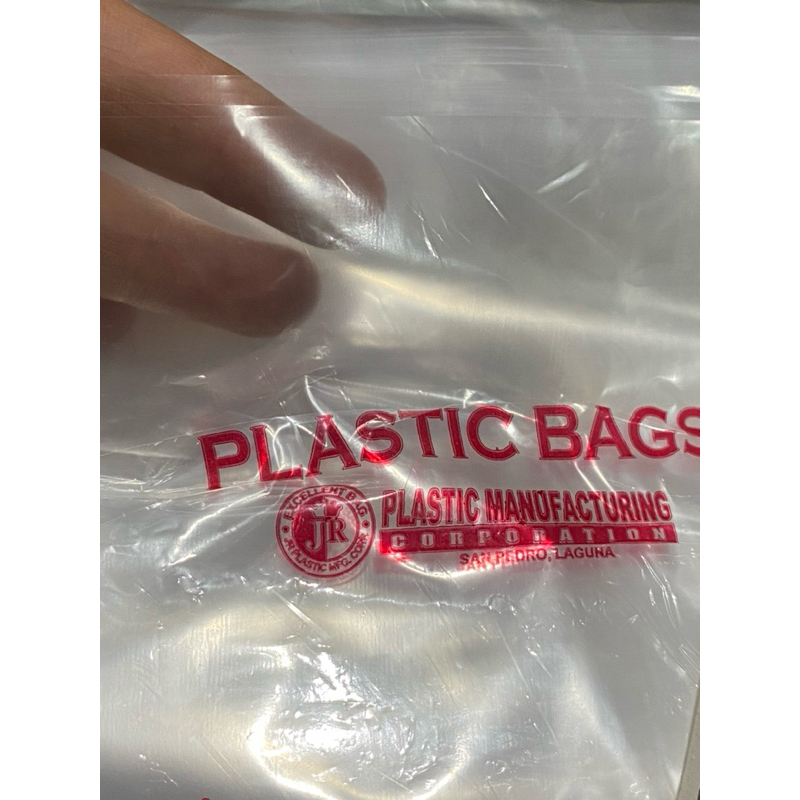 PLASTIC BAGS
EXCELLENT BAG
JR
JR PLASTIC MFG. CORP.
PLASTIC MANUFACTURING
CORPORATION
SAN PEDRO, LAGUNA